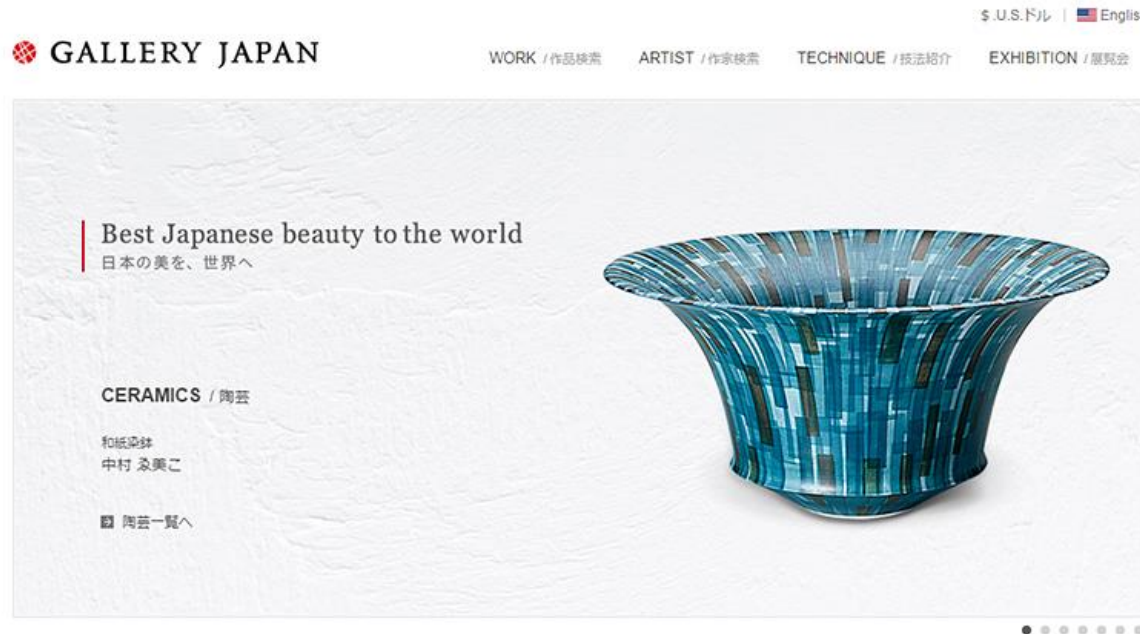 $ .U.S.ドル | Englis
GALLERY JAPAN
WORK / 作品検索 ARTIST / 作家検索 TECHNIQUE / 技法紹介 EXHIBITION / 展覧会
Best Japanese beauty to the world
日本の美を、世界へ
CERAMICS / 陶芸
和紙染鉢
中村 ゑ美こ
陶芸一覧へ